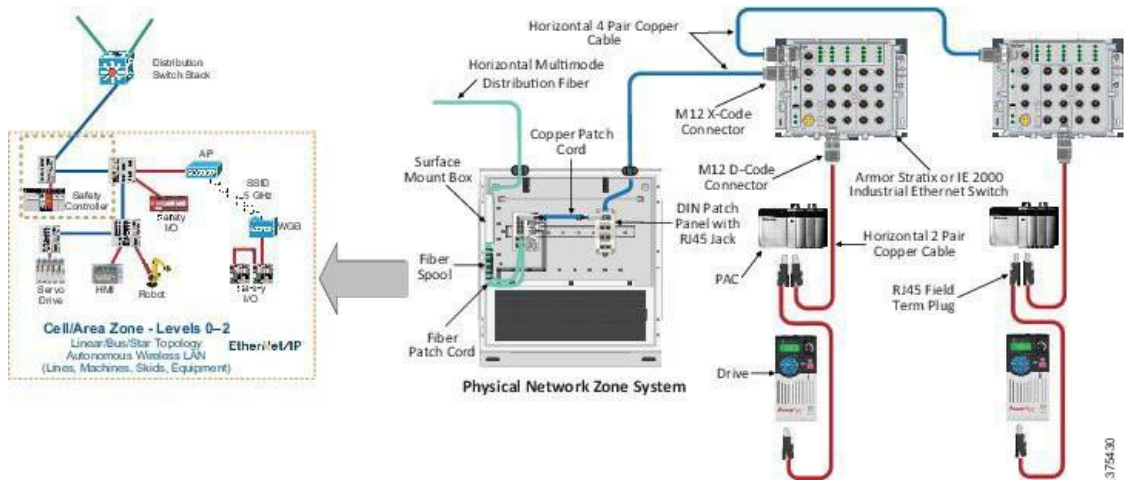 Distribution
Switch Stack
AP
SSID
5 GHz
Safety
Controller
Safety
I/O
WGB
Servo
Drive
HMI
Robot
Safety
I/O
Cell/Area Zone - Levels 0–2
Linear/Bus/Star Topology
Autonomous Wireless LAN
(Lines, Machines, Skids, Equipment)
EtherNet/IP
Horizontal 4 Pair Copper
Cable
Horizontal Multimode
Distribution Fiber
Copper Patch
Cord
Surface
Mount Box
M12 X-Code
Connector
M12 D-Code
Connector
Armor Stratix or IE 2000
Industrial Ethernet Switch
DIN Patch
Panel with
RJ45 Jack
Horizontal 2 Pair
Copper Cable
PAC
Fiber
Spool
RJ45 Field
Term Plug
Fiber
Patch Cord
Drive
Physical Network Zone System
375430